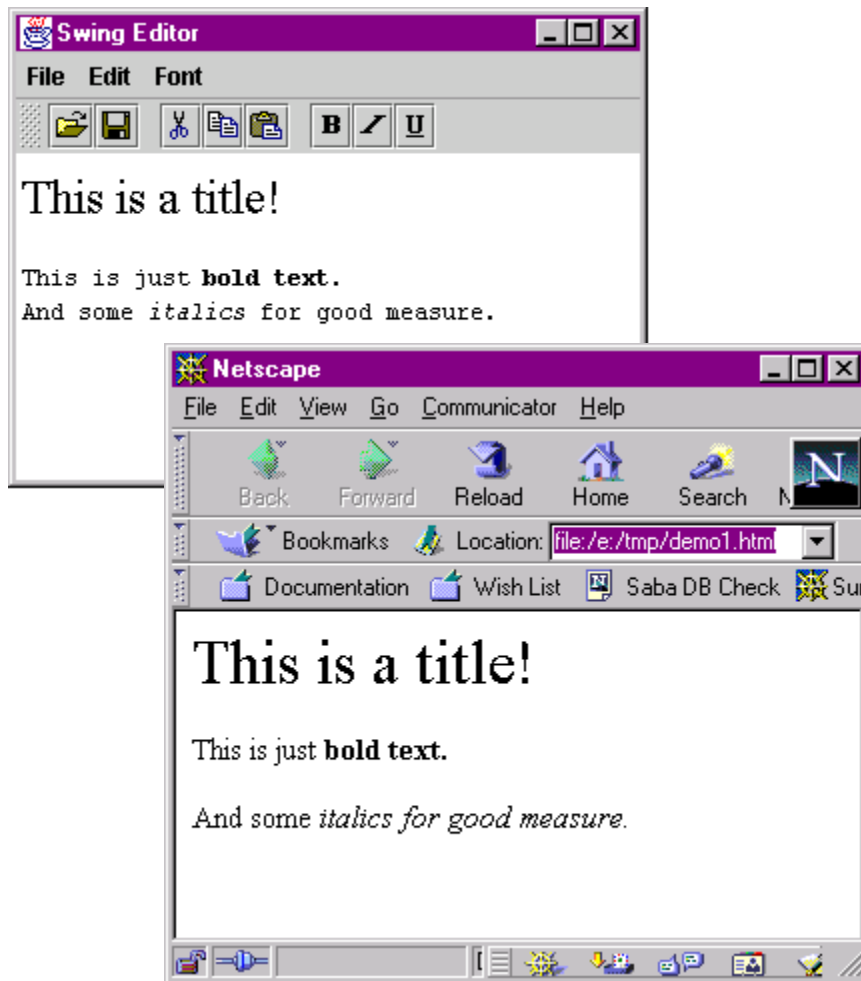 Swing Editor
File Edit Font
B I U
This is a title!
This is just bold text.
And some italics for good measure.
Netscape
File Edit View Go Communicator Help
Back Forward Reload Home Search N
Bookmarks Location: file:/e:/tmp/demo1.html
Documentation Wish List Saba DB Check Su
This is a title!
This is just bold text.
And some italics for good measure.